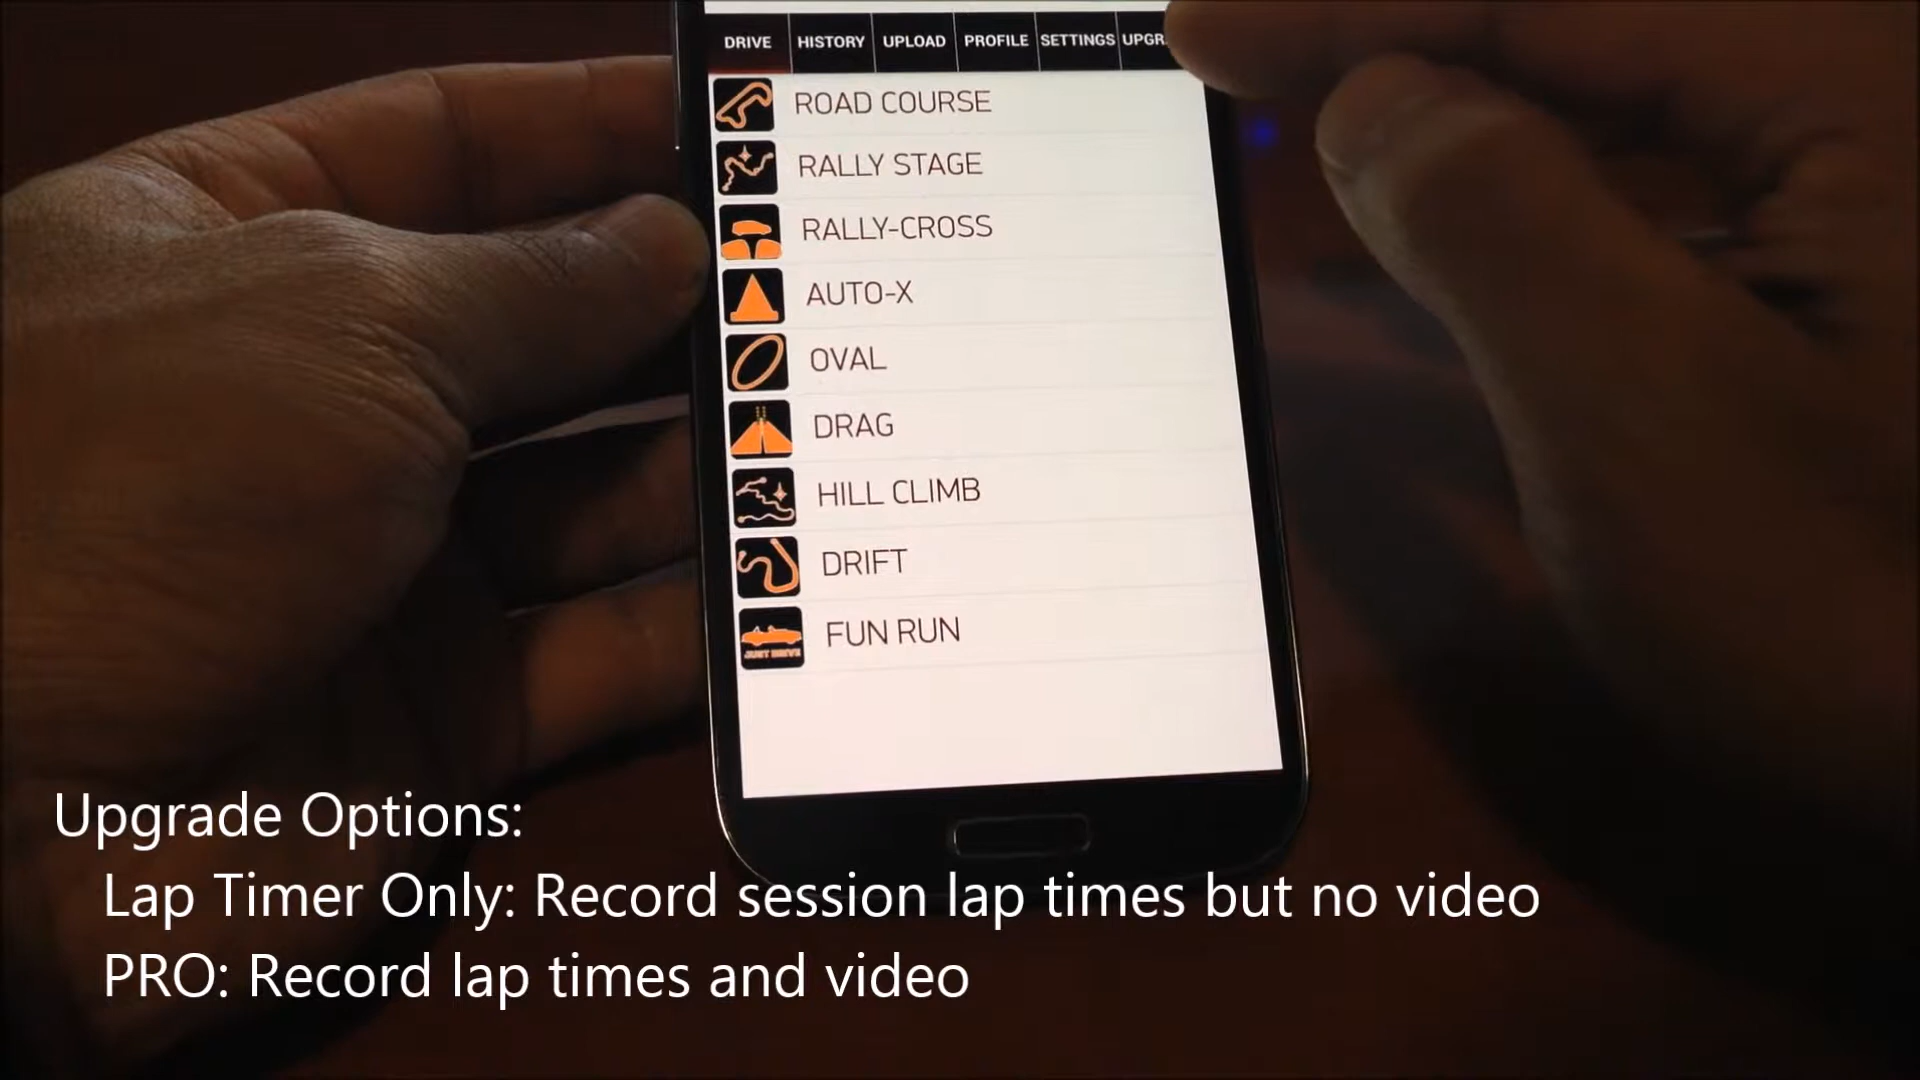 DRIVE HISTORY UPLOAD PROFILE SETTINGS UPGR
ROAD COURSE
RALLY STAGE
RALLY-CROSS
AUTO-X
OVAL
DRAG
HILL CLIMB
DRIFT
JUST DRIVE FUN RUN
Upgrade Options:
Lap Timer Only: Record session lap times but no video
PRO: Record lap times and video